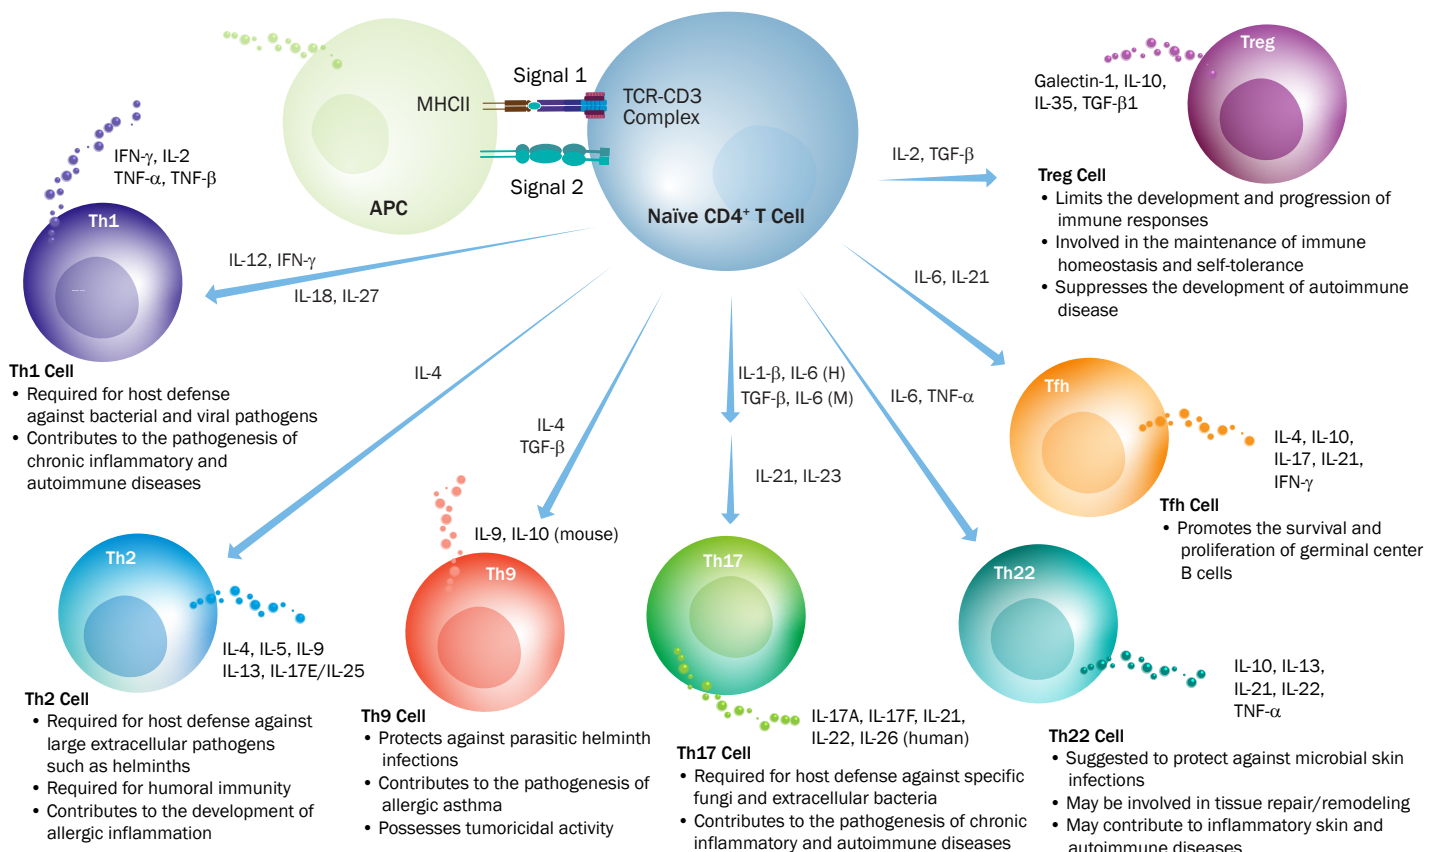 Signal 1
MHCII
TCR-CD3
Complex
Signal 2
APC
Naïve CD4⁺ T Cell
IFN-γ, IL-2
TNF-α, TNF-β
Th1
IL-12, IFN-γ
IL-18, IL-27
Th1 Cell
• Required for host defense
against bacterial and viral pathogens
• Contributes to the pathogenesis of
chronic inflammatory and
autoimmune diseases
IL-4
Th2
IL-4, IL-5, IL-9
IL-13, IL-17E/IL-25
Th2 Cell
• Required for host defense against
large extracellular pathogens
such as helminths
• Required for humoral immunity
• Contributes to the development of
allergic inflammation
IL-4
TGF-β
IL-9, IL-10 (mouse)
Th9
Th9 Cell
• Protects against parasitic helminth
infections
• Contributes to the pathogenesis of
allergic asthma
• Possesses tumoricidal activity
IL-1-β, IL-6 (H)
TGF-β, IL-6 (M)
IL-21, IL-23
Th17
IL-17A, IL-17F, IL-21,
IL-22, IL-26 (human)
Th17 Cell
• Required for host defense against specific
fungi and extracellular bacteria
• Contributes to the pathogenesis of chronic
inflammatory and autoimmune diseases
IL-6, TNF-α
Th22
IL-10, IL-13,
IL-21, IL-22,
TNF-α
Th22 Cell
• Suggested to protect against microbial skin
infections
• May be involved in tissue repair/remodeling
• May contribute to inflammatory skin and
autoimmune diseases
IL-6, IL-21
Tfh
IL-4, IL-10,
IL-17, IL-21,
IFN-γ
Tfh Cell
• Promotes the survival and
proliferation of germinal center
B cells
IL-2, TGF-β
Treg
Galectin-1, IL-10,
IL-35, TGF-β1
Treg Cell
• Limits the development and progression of
immune responses
• Involved in the maintenance of immune
homeostasis and self-tolerance
• Suppresses the development of autoimmune
disease